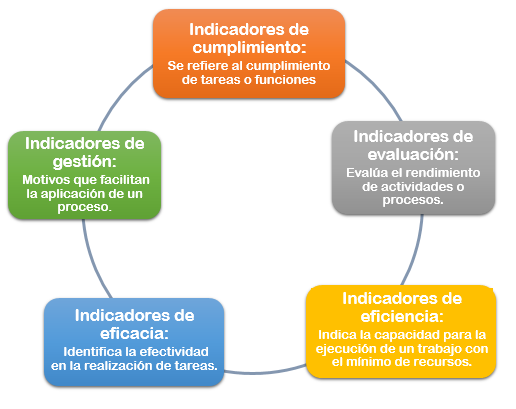 Indicadores de
cumplimiento:
Se refiere al cumplimiento
de tareas o funciones
Indicadores de
evaluación:
Evalúa el rendimiento
de actividades o
procesos.
Indicadores de
eficiencia:
Indica la capacidad para la
ejecución de un trabajo con
el mínimo de recursos.
Indicadores de
eficacia:
Identifica la efectividad
en la realización de tareas.
Indicadores de
gestión:
Motivos que facilitan
la aplicación de un
proceso.